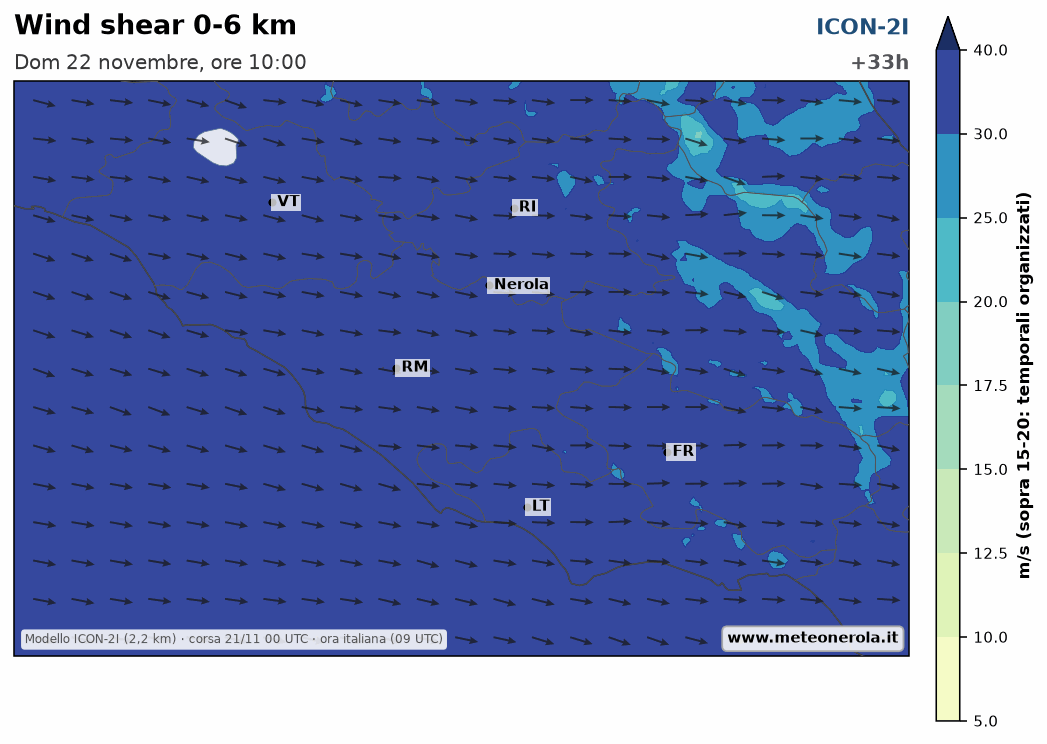 Wind shear 0-6 km
ICON-2I
Dom 22 novembre, ore 10:00
+33h
40.0
30.0
25.0
20.0
17.5
15.0
12.5
10.0
5.0
m/s (sopra 15-20: temporali organizzati)
VT
RI
Nerola
RM
FR
LT
Modello ICON-2I (2,2 km) · corsa 21/11 00 UTC · ora italiana (09 UTC)
www.meteonerola.it